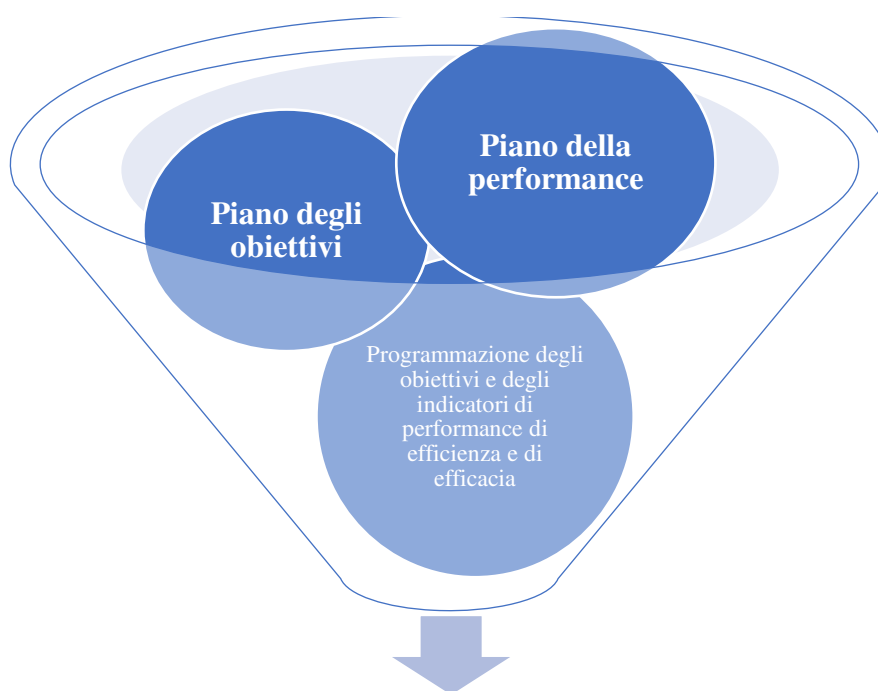 Piano della
performance
Piano degli
obiettivi
Programmazione degli
obiettivi e degli
indicatori di
performance di
efficienza e di
efficacia